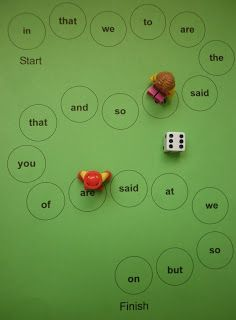 in
that
we
to
are
the
Start
said
so
and
that
you
of
are
said
at
we
so
but
on
Finish